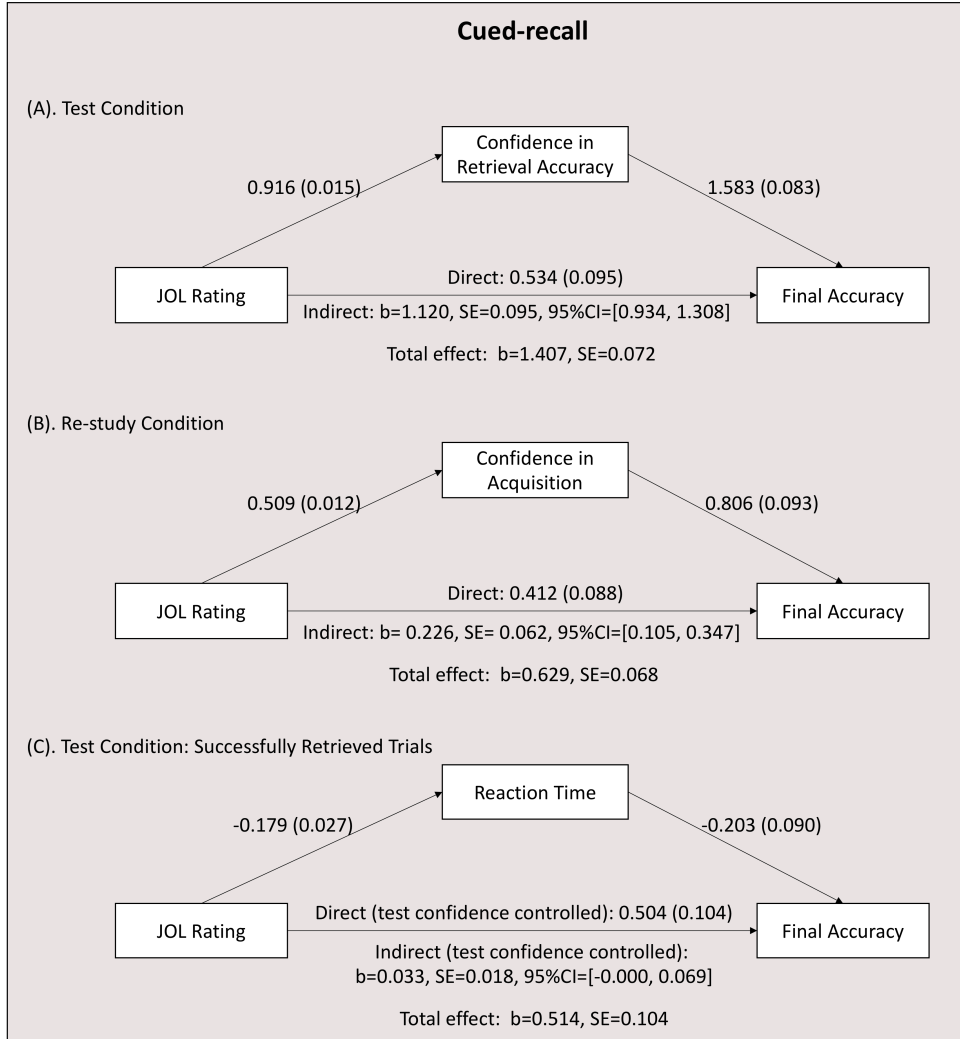 Cued-recall
(A). Test Condition
Confidence in
Retrieval Accuracy
0.916 (0.015)
1.583 (0.083)
JOL Rating
Direct: 0.534 (0.095)
Final Accuracy
Indirect: b=1.120, SE=0.095, 95%CI=[0.934, 1.308]
Total effect:  b=1.407, SE=0.072
(B). Re-study Condition
Confidence in
Acquisition
0.509 (0.012)
0.806 (0.093)
JOL Rating
Direct: 0.412 (0.088)
Final Accuracy
Indirect: b= 0.226, SE= 0.062, 95%CI=[0.105, 0.347]
Total effect:  b=0.629, SE=0.068
(C). Test Condition: Successfully Retrieved Trials
Reaction Time
-0.179 (0.027)
-0.203 (0.090)
JOL Rating
Direct (test confidence controlled): 0.504 (0.104)
Final Accuracy
Indirect (test confidence controlled):
b=0.033, SE=0.018, 95%CI=[-0.000, 0.069]
Total effect:  b=0.514, SE=0.104